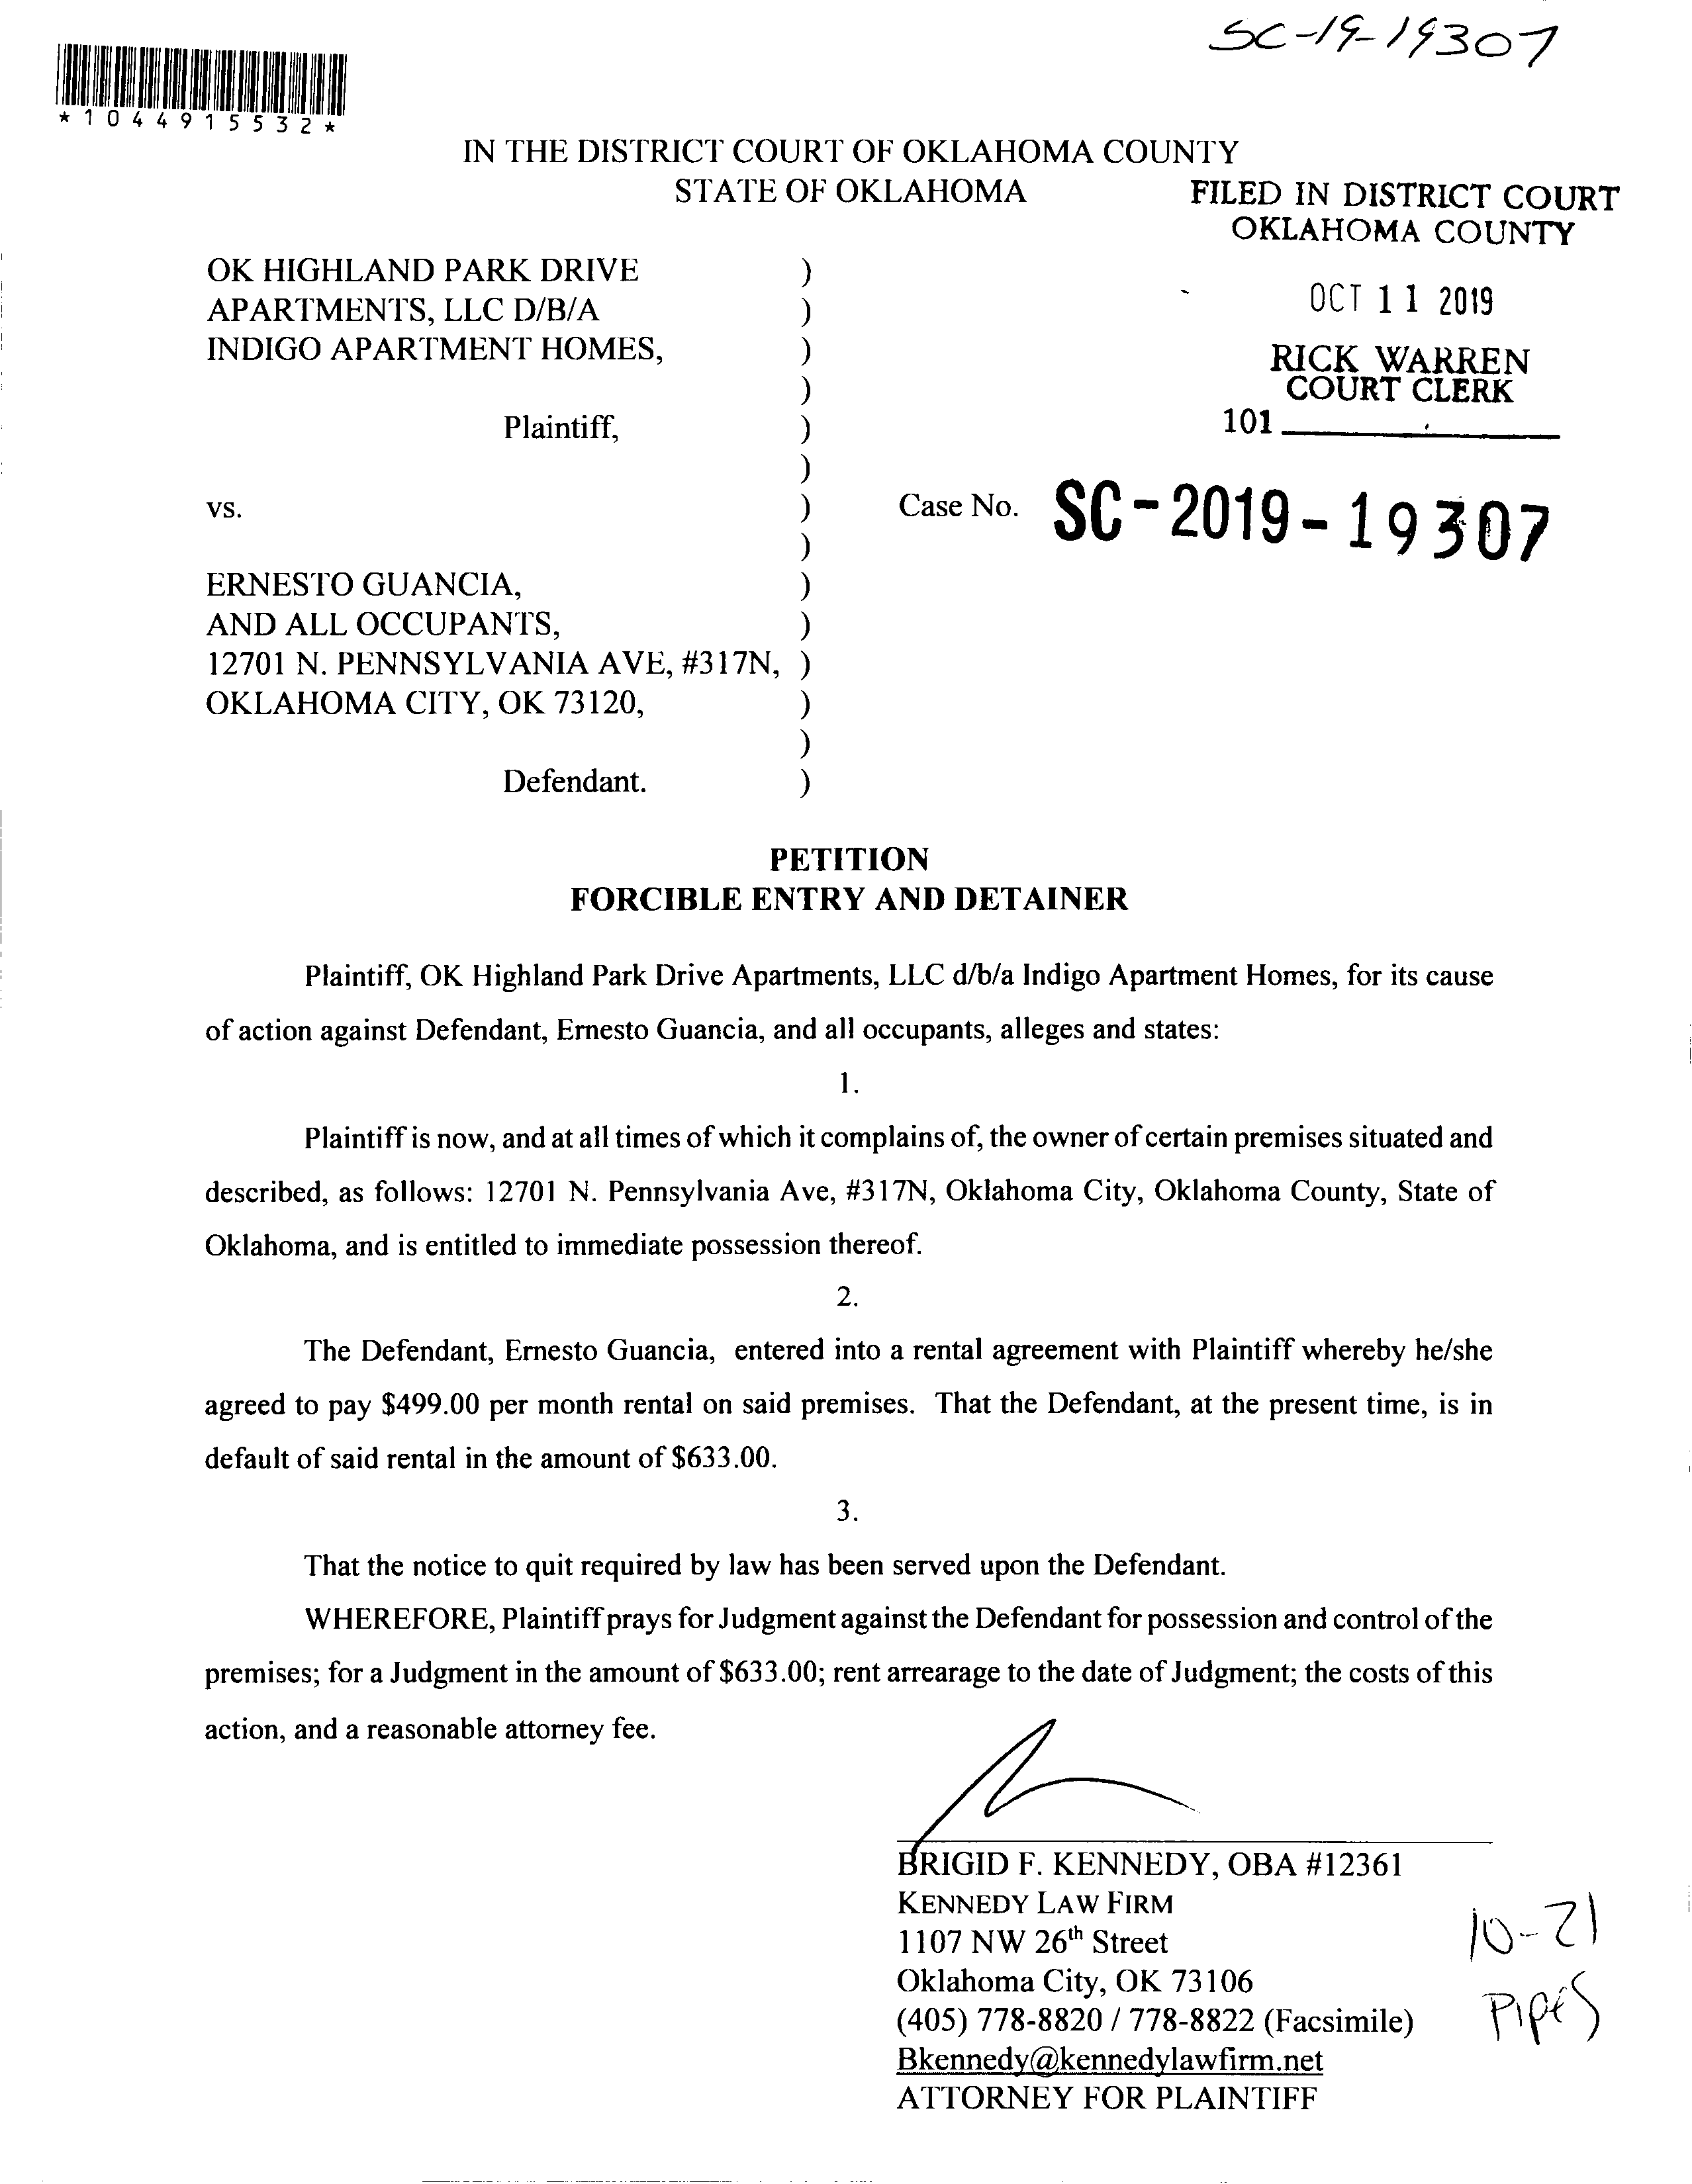 SC-19-19307
*1044915532*
IN THE DISTRICT COURT OF OKLAHOMA COUNTY
STATE OF OKLAHOMA
FILED IN DISTRICT COURT
OKLAHOMA COUNTY
OCT 11 2019
RICK WARREN
COURT CLERK
101
OK HIGHLAND PARK DRIVE )
APARTMENTS, LLC D/B/A )
INDIGO APARTMENT HOMES, )
)
Plaintiff, )
)
vs. ) Case No. SC-2019-19307
)
ERNESTO GUANCIA, )
AND ALL OCCUPANTS, )
12701 N. PENNSYLVANIA AVE, #317N, )
OKLAHOMA CITY, OK 73120, )
)
Defendant. )
PETITION
FORCIBLE ENTRY AND DETAINER
Plaintiff, OK Highland Park Drive Apartments, LLC d/b/a Indigo Apartment Homes, for its cause
of action against Defendant, Ernesto Guancia, and all occupants, alleges and states:
1.
Plaintiff is now, and at all times of which it complains of, the owner of certain premises situated and
described, as follows: 12701 N. Pennsylvania Ave, #317N, Oklahoma City, Oklahoma County, State of
Oklahoma, and is entitled to immediate possession thereof.
2.
The Defendant, Ernesto Guancia, entered into a rental agreement with Plaintiff whereby he/she
agreed to pay $499.00 per month rental on said premises. That the Defendant, at the present time, is in
default of said rental in the amount of $633.00.
3.
That the notice to quit required by law has been served upon the Defendant.
WHEREFORE, Plaintiff prays for Judgment against the Defendant for possession and control of the
premises; for a Judgment in the amount of $633.00; rent arrearage to the date of Judgment; the costs of this
action, and a reasonable attorney fee.
BRIGID F. KENNEDY, OBA #12361
KENNEDY LAW FIRM
1107 NW 26th Street
Oklahoma City, OK 73106
(405) 778-8820 / 778-8822 (Facsimile)
Bkennedy@kennedylawfirm.net
ATTORNEY FOR PLAINTIFF
10-21
Pipes